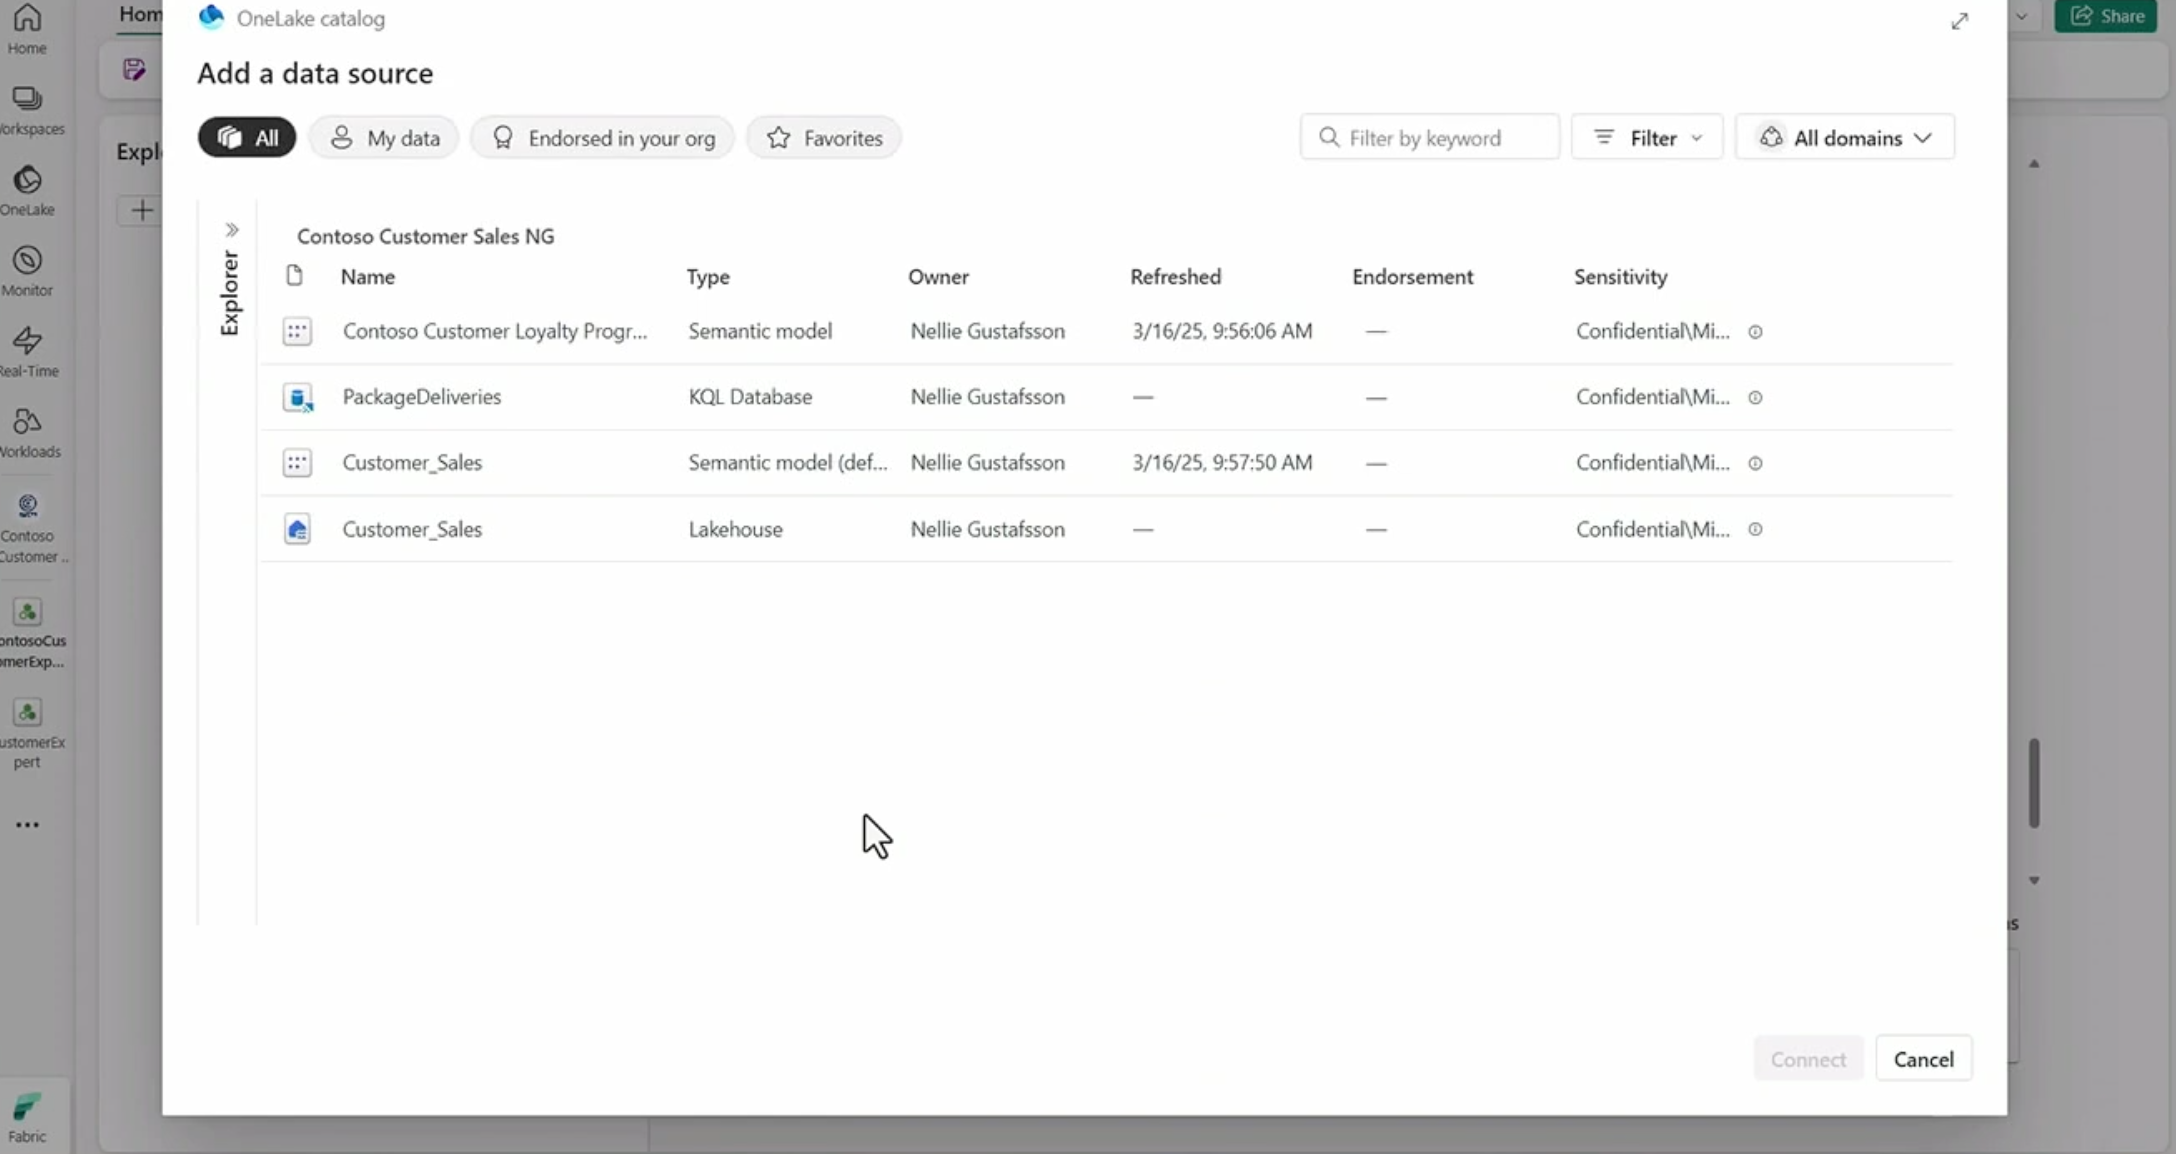 Home
Workspaces
OneLake
Monitor
Real-Time
Workloads
Contoso
Customer ..
ontosoCus
omerExp...
ustomerEx
pert
Fabric
Hom
Expl
Share
OneLake catalog
Add a data source
All
My data
Endorsed in your org
Favorites
Filter by keyword
Filter
All domains
Explorer
Contoso Customer Sales NG
Name Type Owner Refreshed Endorsement Sensitivity
Contoso Customer Loyalty Progr... Semantic model Nellie Gustafsson 3/16/25, 9:56:06 AM — Confidential\Mi...
PackageDeliveries KQL Database Nellie Gustafsson — — Confidential\Mi...
Customer_Sales Semantic model (def... Nellie Gustafsson 3/16/25, 9:57:50 AM — Confidential\Mi...
Customer_Sales Lakehouse Nellie Gustafsson — — Confidential\Mi...
Connect
Cancel